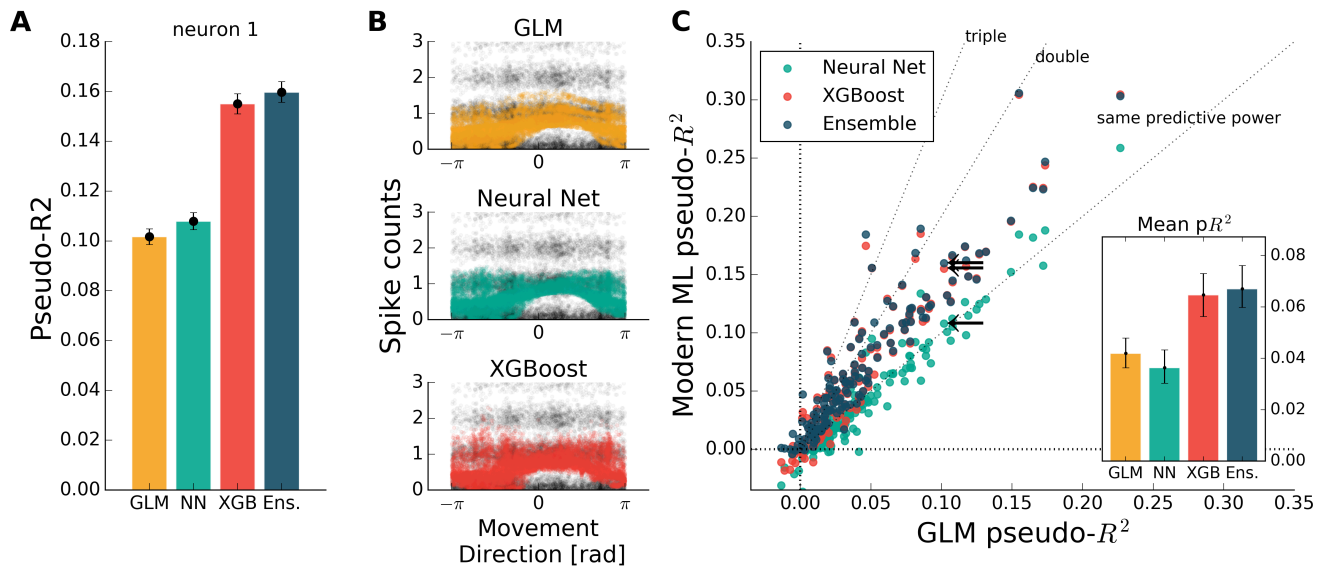 A
neuron 1
Pseudo-R2
0.18
0.16
0.14
0.12
0.10
0.08
0.06
0.04
0.02
0.00
GLM NN XGB Ens.
B
Spike counts
GLM
3
2
1
0
−π 0 π
Neural Net
3
2
1
0
−π 0 π
XGBoost
3
2
1
0
−π 0 π
Movement
Direction [rad]
C
Modern ML pseudo-R²
0.35
0.30
0.25
0.20
0.15
0.10
0.05
0.00
Neural Net
XGBoost
Ensemble
triple
double
same predictive power
Mean pR²
0.08
0.06
0.04
0.02
0.00
GLM NN XGB Ens.
0.00 0.05 0.10 0.15 0.20 0.25 0.30 0.35
GLM pseudo-R²